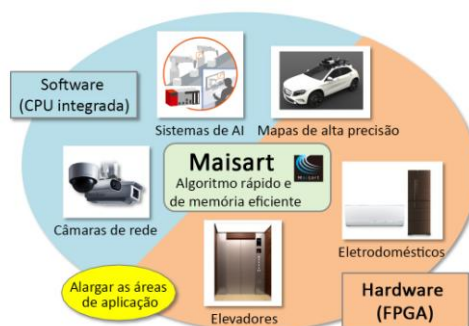 Software
(CPU integrada)
Sistemas de AI
Mapas de alta precisão
Maisart
Algoritmo rápido e
de memória eficiente
Maisart
Câmaras de rede
Eletrodomésticos
Alargar as áreas
de aplicação
Elevadores
Hardware
(FPGA)